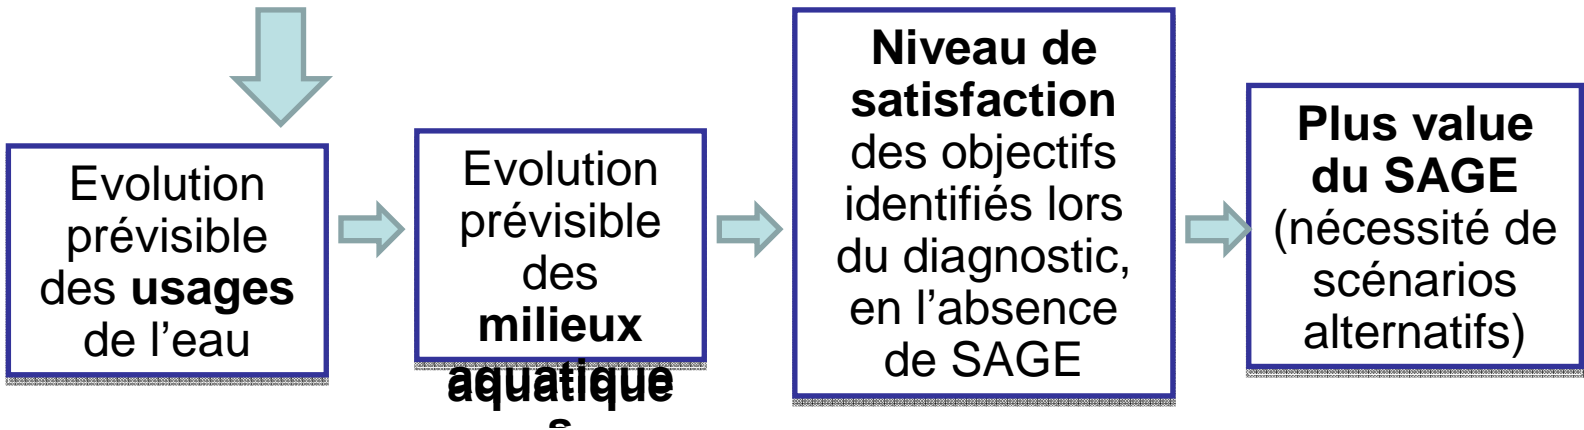 Evolution
prévisible
des usages
de l’eau
Evolution
prévisible
des
milieux
aquatique
s
Niveau de
satisfaction
des objectifs
identifiés lors
du diagnostic,
en l’absence
de SAGE
Plus value
du SAGE
(nécessité de
scénarios
alternatifs)